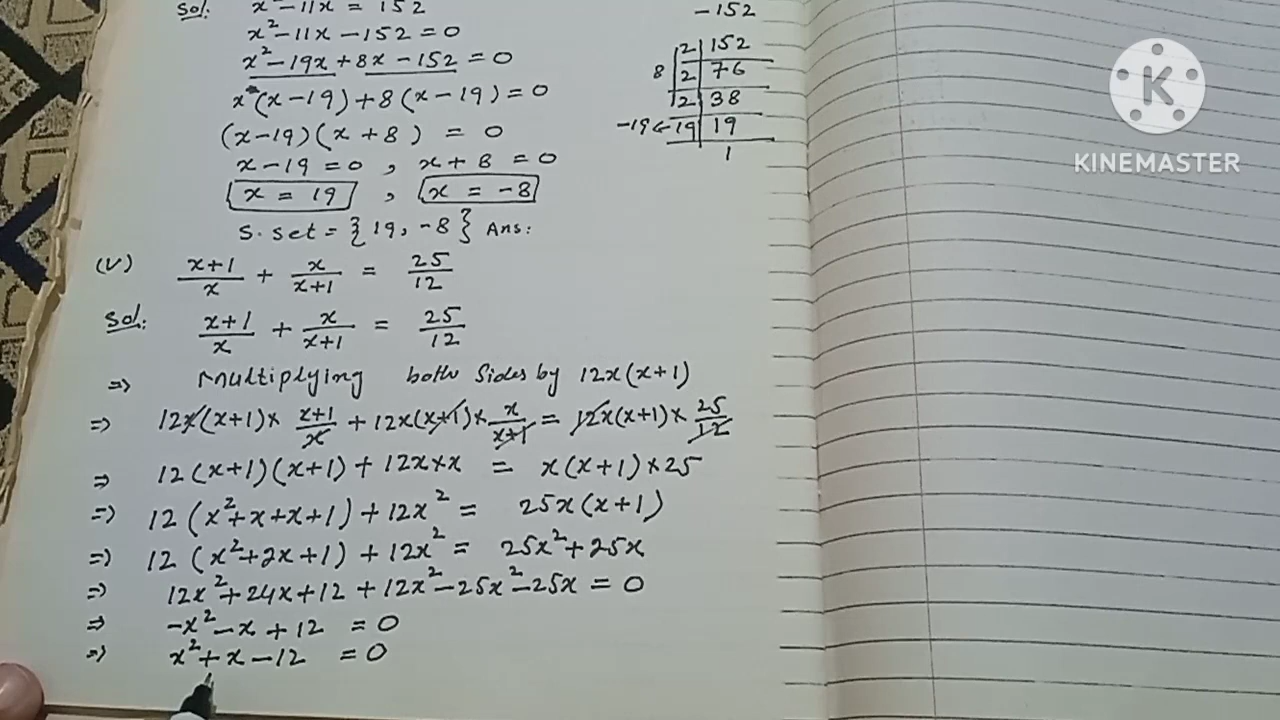 Sol: x² - 11x = 152
x² - 11x - 152 = 0
x² - 19x + 8x - 152 = 0
x (x - 19) + 8 (x - 19) = 0
(x - 19) (x + 8) = 0
x - 19 = 0 , x + 8 = 0
x = 19 , x = -8
S. set = {19, -8} Ans:
-152
2 | 152
8 2 | 76
2 | 38
-19 ← -19 | 19
1
K
KINEMASTER
(V) (x+1)/x + x/(x+1) = 25/12
Sol: (x+1)/x + x/(x+1) = 25/12
⇒ Multiplying both Sides by 12x(x+1)
⇒ 12x(x+1) × (x+1)/x + 12x(x+1) × x/(x+1) = 12x(x+1) × 25/12
⇒ 12(x+1)(x+1) + 12x × x = x(x+1) × 25
⇒ 12(x²+x+x+1) + 12x² = 25x(x+1)
⇒ 12(x²+2x+1) + 12x² = 25x² + 25x
⇒ 12x² + 24x + 12 + 12x² - 25x² - 25x = 0
⇒ -x² - x + 12 = 0
⇒ x² + x - 12 = 0